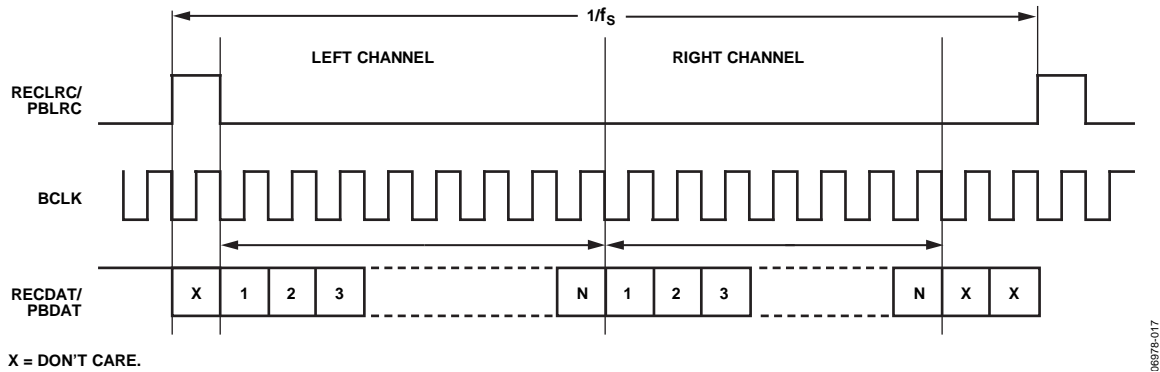 1/fS
LEFT CHANNEL RIGHT CHANNEL
RECLRC/
PBLRC
BCLK
RECDAT/
PBDAT
X 1 2 3 N 1 2 3 N X X
X = DON'T CARE.
06978-017